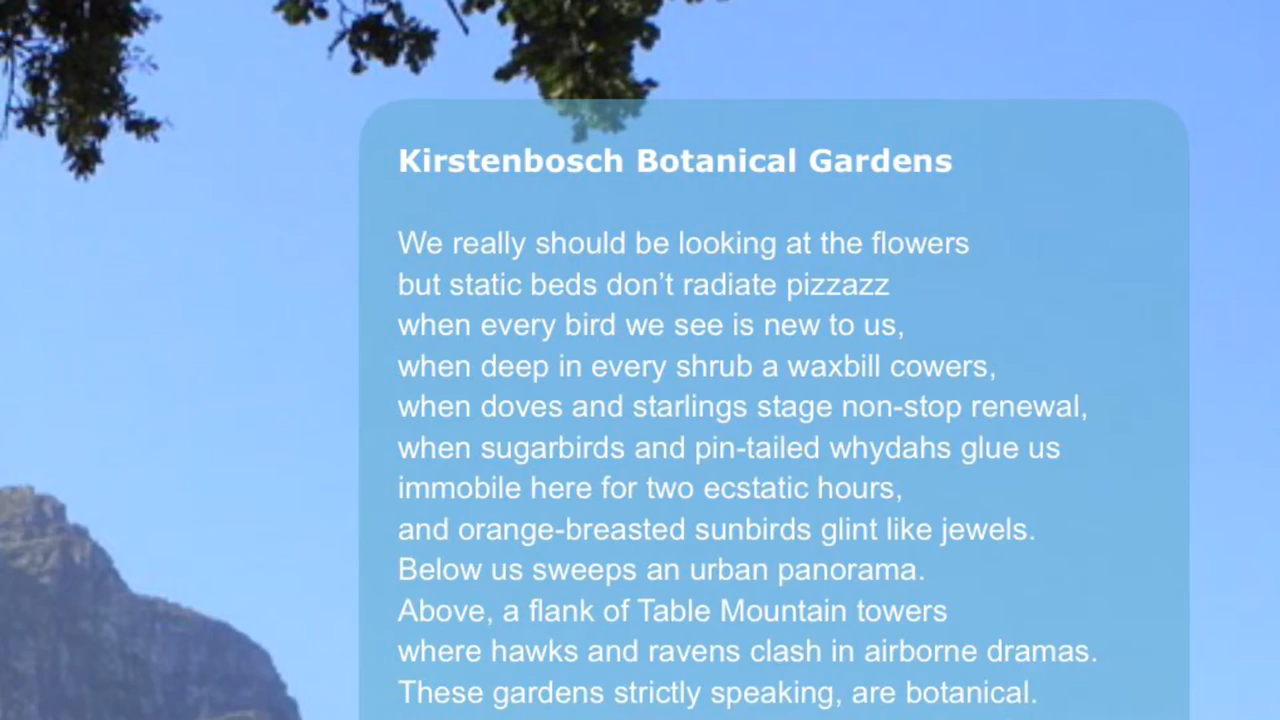 Kirstenbosch Botanical Gardens
We really should be looking at the flowers
but static beds don’t radiate pizzazz
when every bird we see is new to us,
when deep in every shrub a waxbill cowers,
when doves and starlings stage non-stop renewal,
when sugarbirds and pin-tailed whydahs glue us
immobile here for two ecstatic hours,
and orange-breasted sunbirds glint like jewels.
Below us sweeps an urban panorama.
Above, a flank of Table Mountain towers
where hawks and ravens clash in airborne dramas.
These gardens strictly speaking, are botanical.